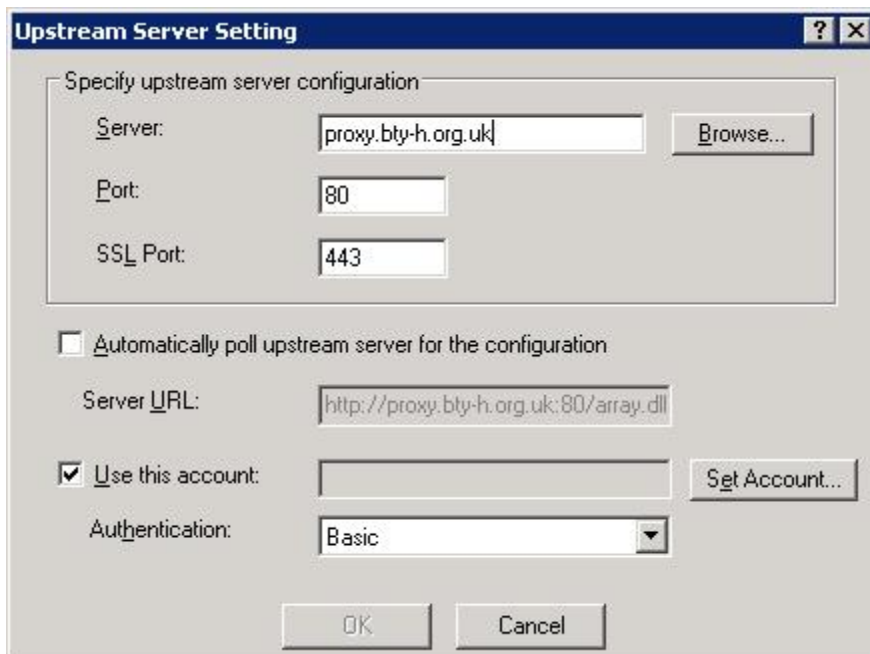 Upstream Server Setting
Specify upstream server configuration
Server: proxy.bty-h.org.uk Browse...
Port: 80
SSL Port: 443
Automatically poll upstream server for the configuration
Server URL: http://proxy.bty-h.org.uk:80/array.dll
Use this account: Set Account...
Authentication: Basic
OK Cancel